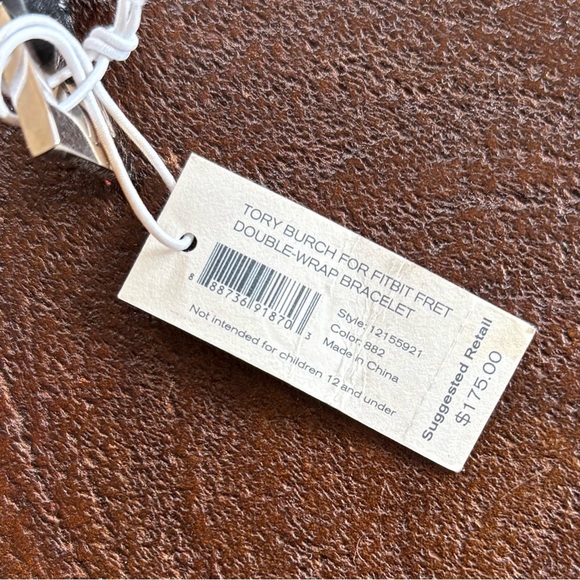 TORY BURCH FOR FITBIT FRET
DOUBLE-WRAP BRACELET
8 88736 91870 3
Style: 12155921
Color: 882
Made in China
Not intended for children 12 and under
Suggested Retail
$175.00